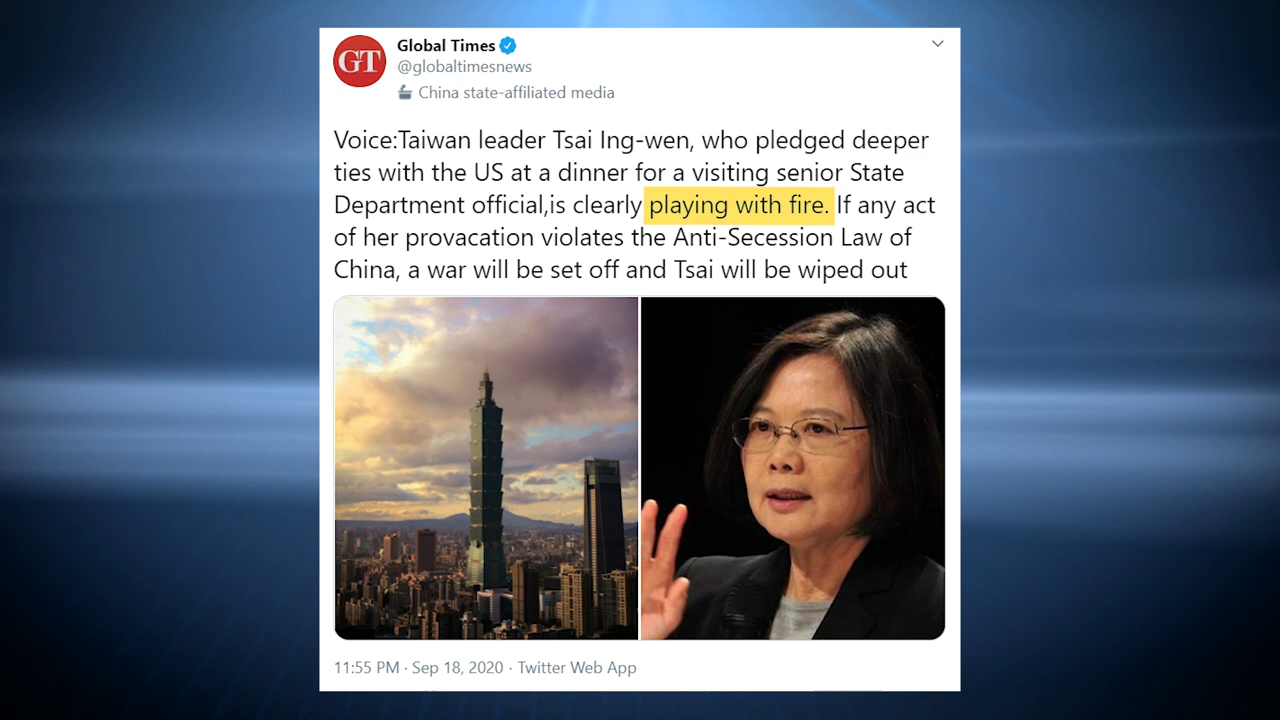 GT
Global Times
@globaltimesnews
China state-affiliated media
Voice:Taiwan leader Tsai Ing-wen, who pledged deeper
ties with the US at a dinner for a visiting senior State
Department official,is clearly playing with fire. If any act
of her provacation violates the Anti-Secession Law of
China, a war will be set off and Tsai will be wiped out
11:55 PM · Sep 18, 2020 · Twitter Web App